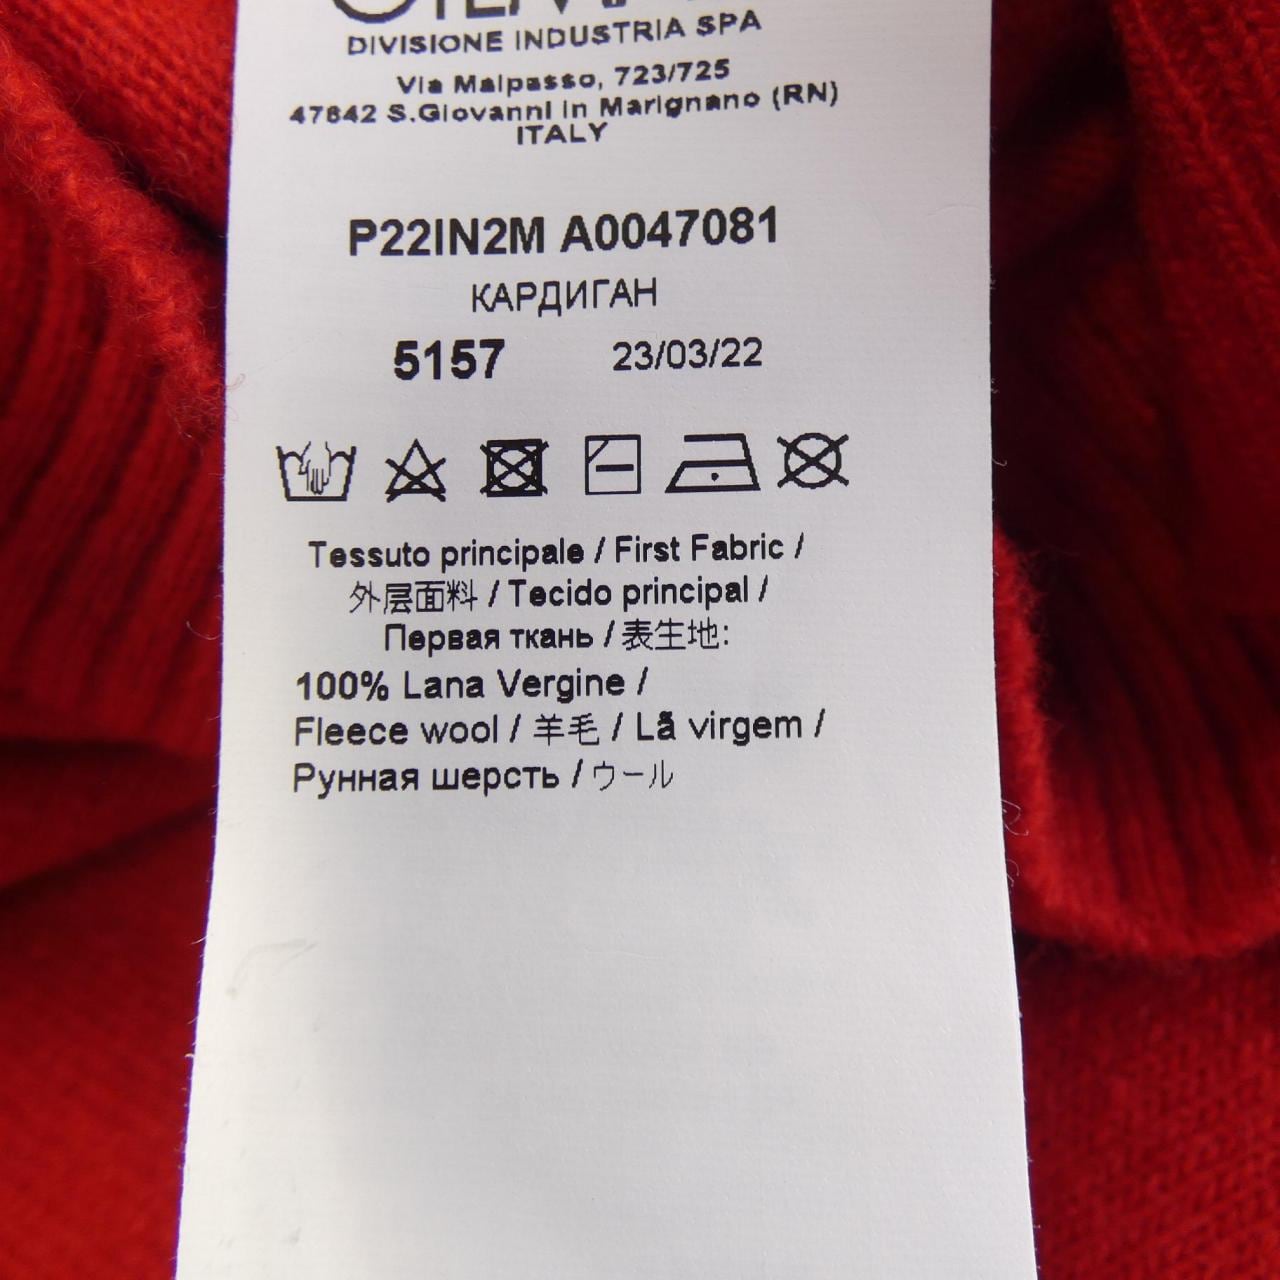 DIVISIONE INDUSTRIA SPA
Via Malpasso, 723/725
47842 S.Giovanni in Marignano (RN)
ITALY
P22IN2M A0047081
КАРДИГАН
5157 23/03/22
Tessuto principale / First Fabric /
外层面料 / Tecido principal /
Первая ткань / 表生地:
100% Lana Vergine /
Fleece wool / 羊毛 / Lã virgem /
Рунная шерсть / ウール